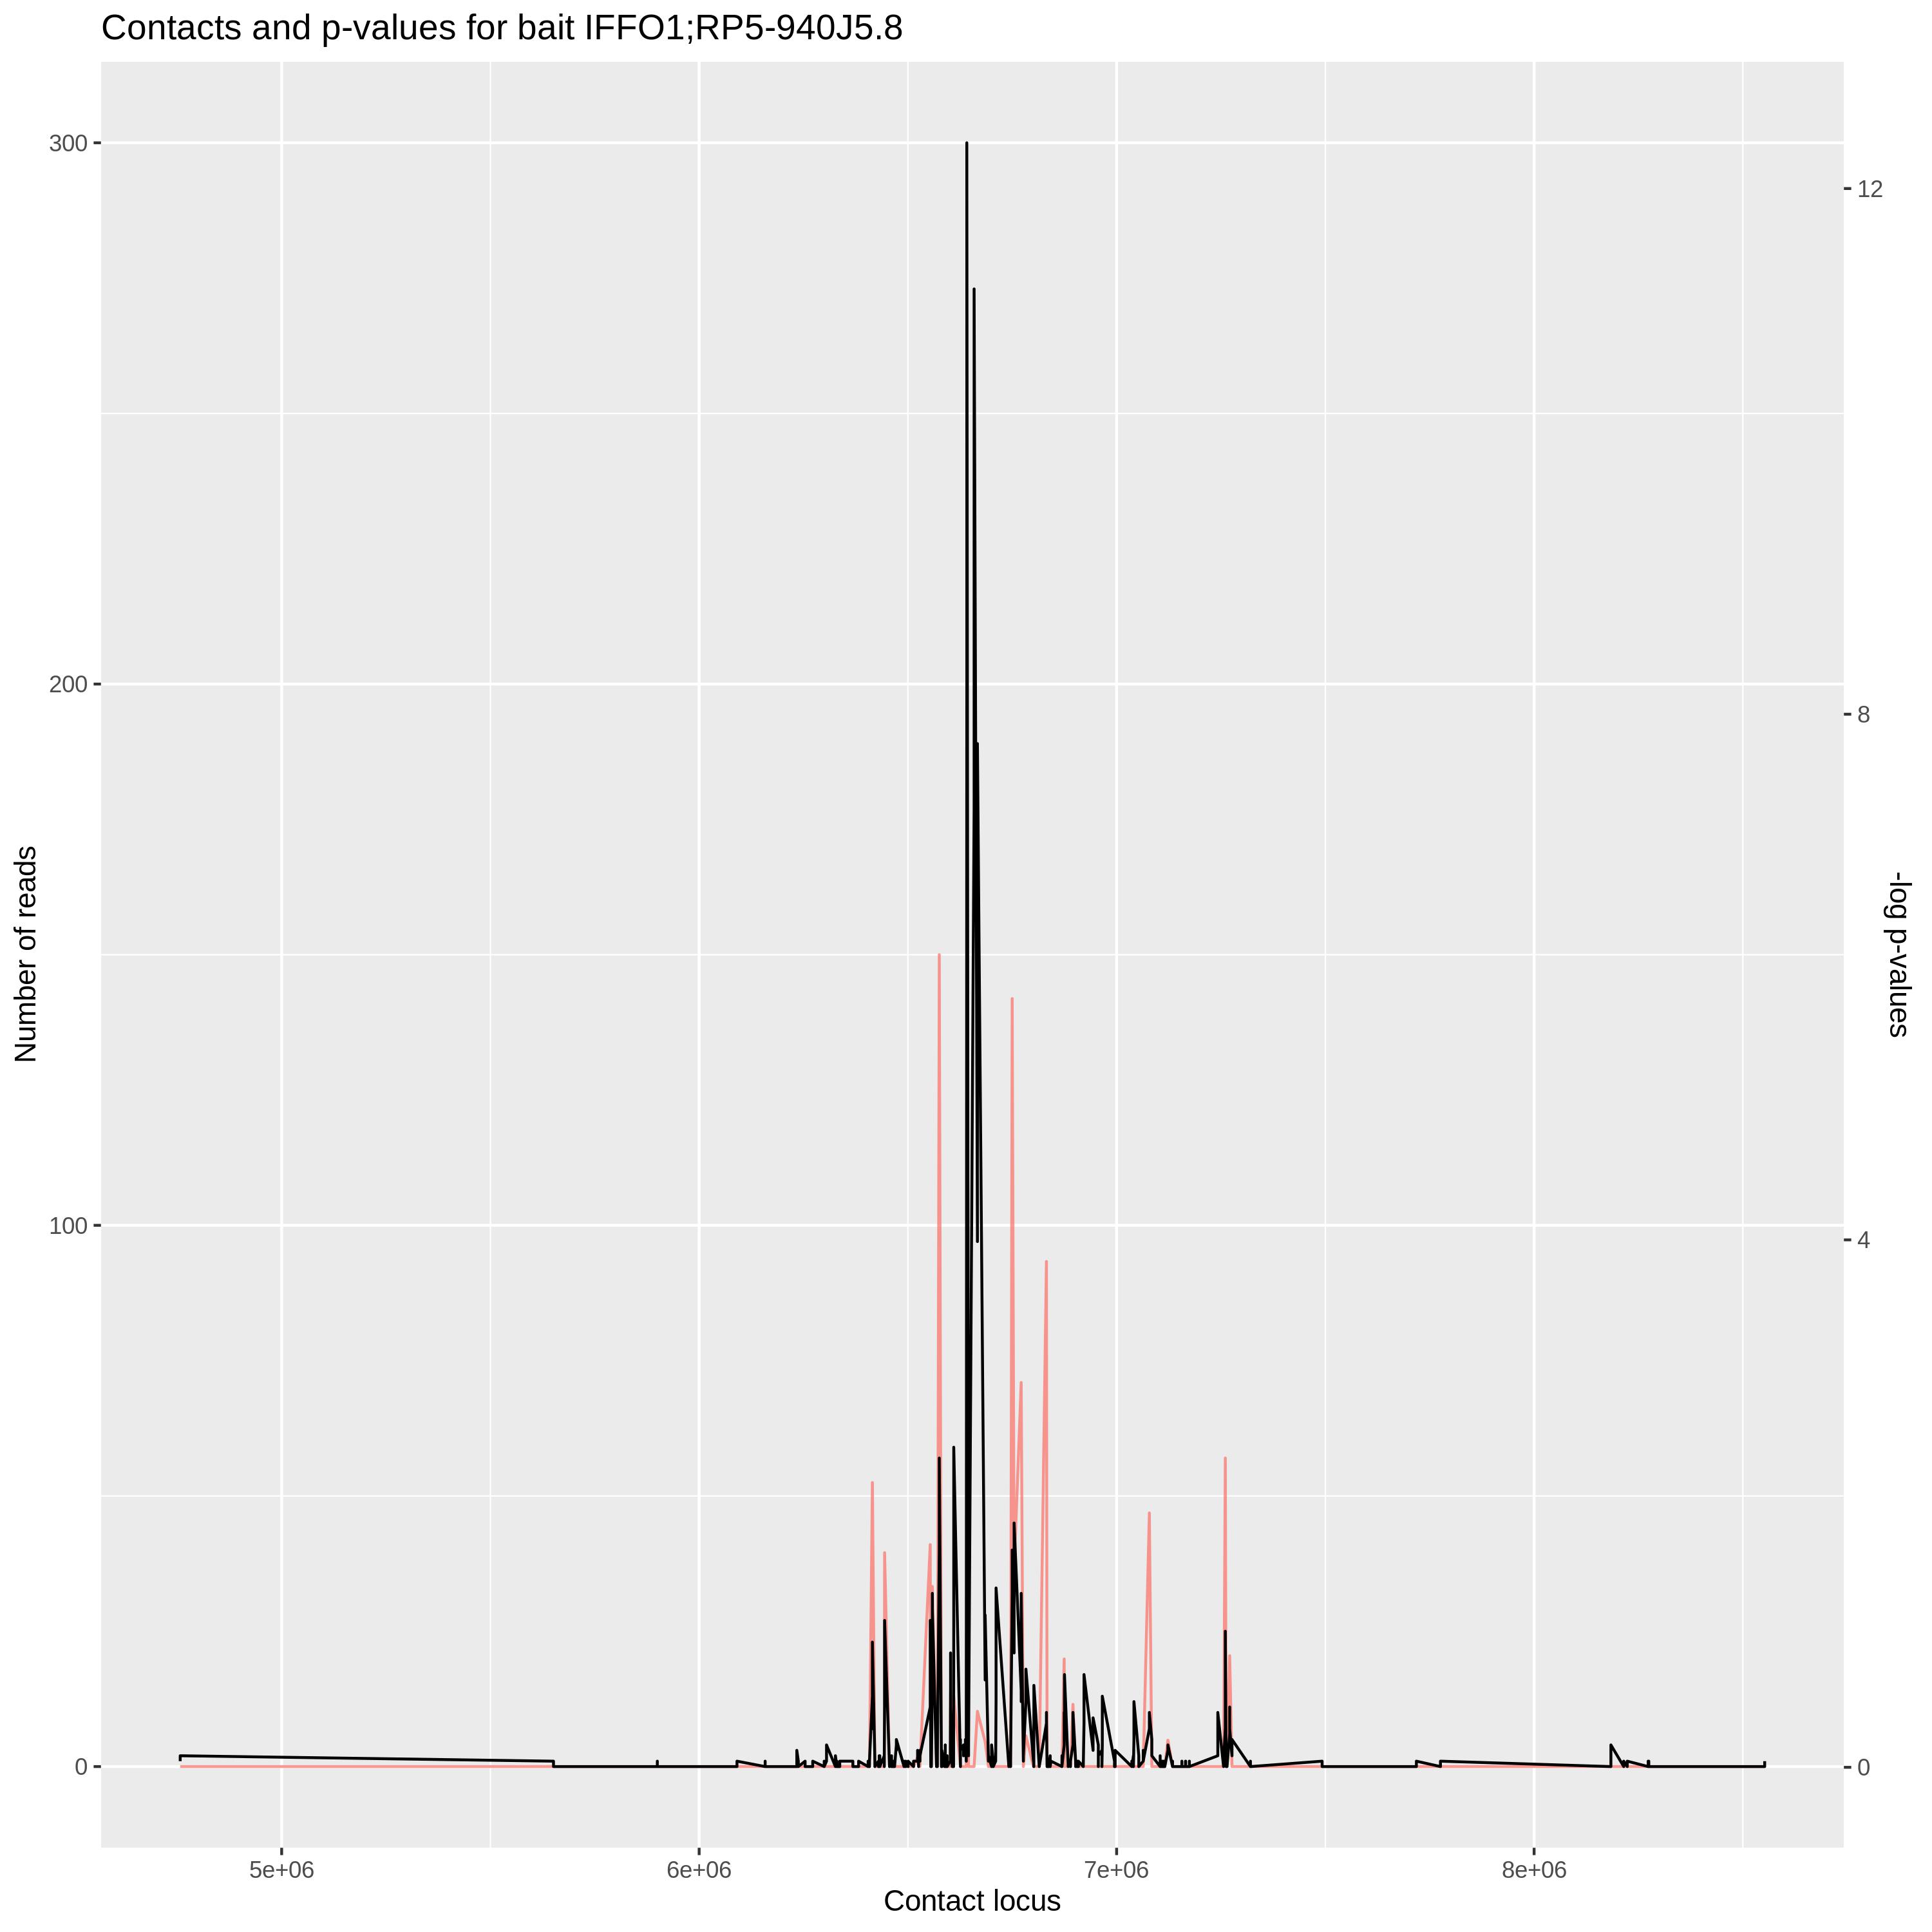 Contacts and p-values for bait IFFO1;RP5-940J5.8
300
200
100
0
12
8
4
0
Number of reads
-log p-values
5e+06
6e+06
7e+06
8e+06
Contact locus